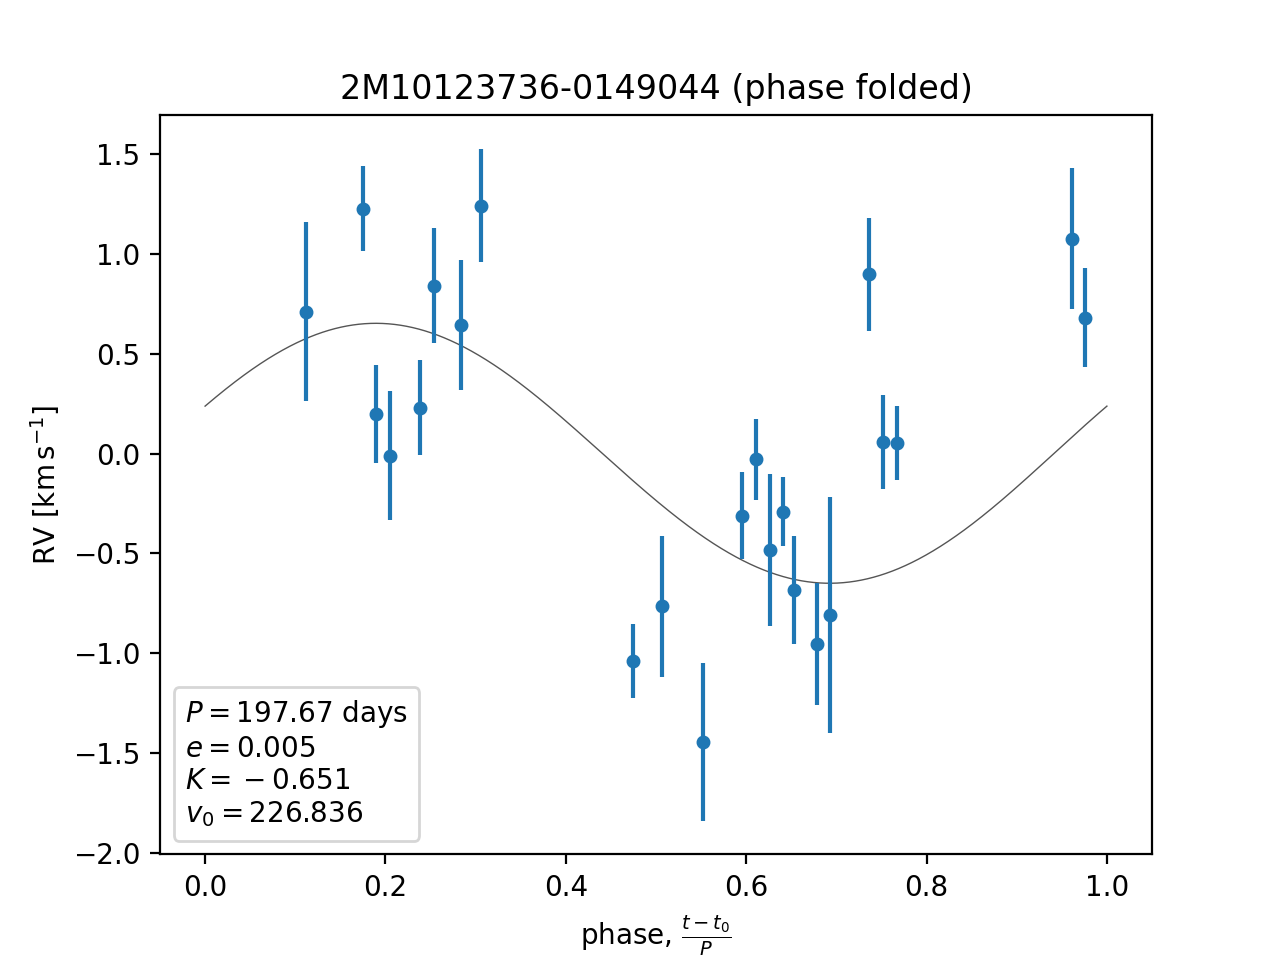 2M10123736-0149044 (phase folded)
1.5
1.0
0.5
0.0
−0.5
−1.0
−1.5
−2.0
RV [km s⁻¹]
P = 197.67 days
e = 0.005
K = −0.651
v₀ = 226.836
0.0 0.2 0.4 0.6 0.8 1.0
phase, (t − t₀)/P